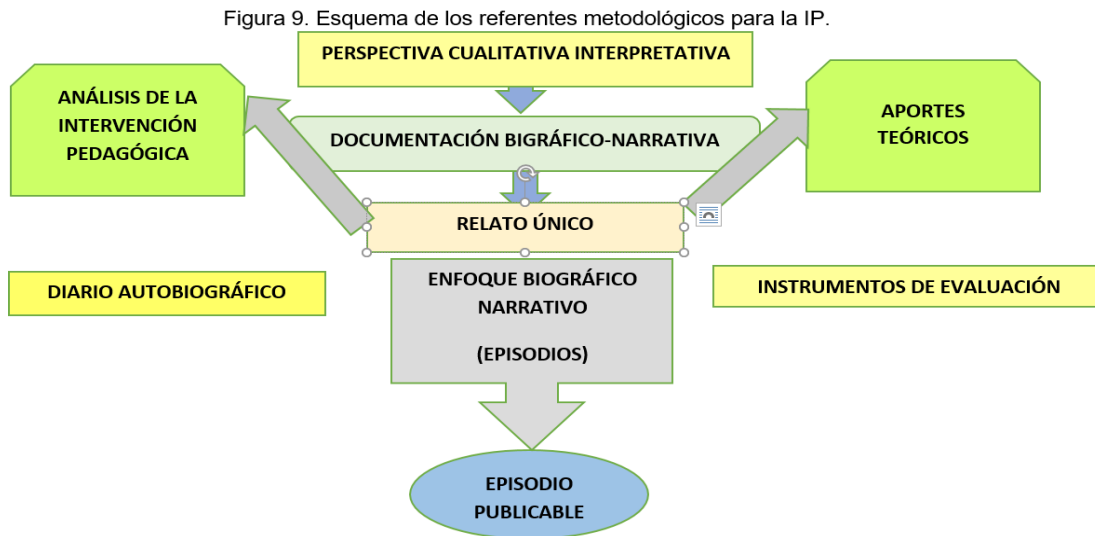 Figura 9. Esquema de los referentes metodológicos para la IP.
PERSPECTIVA CUALITATIVA INTERPRETATIVA
ANÁLISIS DE LA
INTERVENCIÓN
PEDAGÓGICA
APORTES
TEÓRICOS
DOCUMENTACIÓN BIGRÁFICO-NARRATIVA
RELATO ÚNICO
DIARIO AUTOBIOGRÁFICO
ENFOQUE BIOGRÁFICO
NARRATIVO
(EPISODIOS)
INSTRUMENTOS DE EVALUACIÓN
EPISODIO
PUBLICABLE